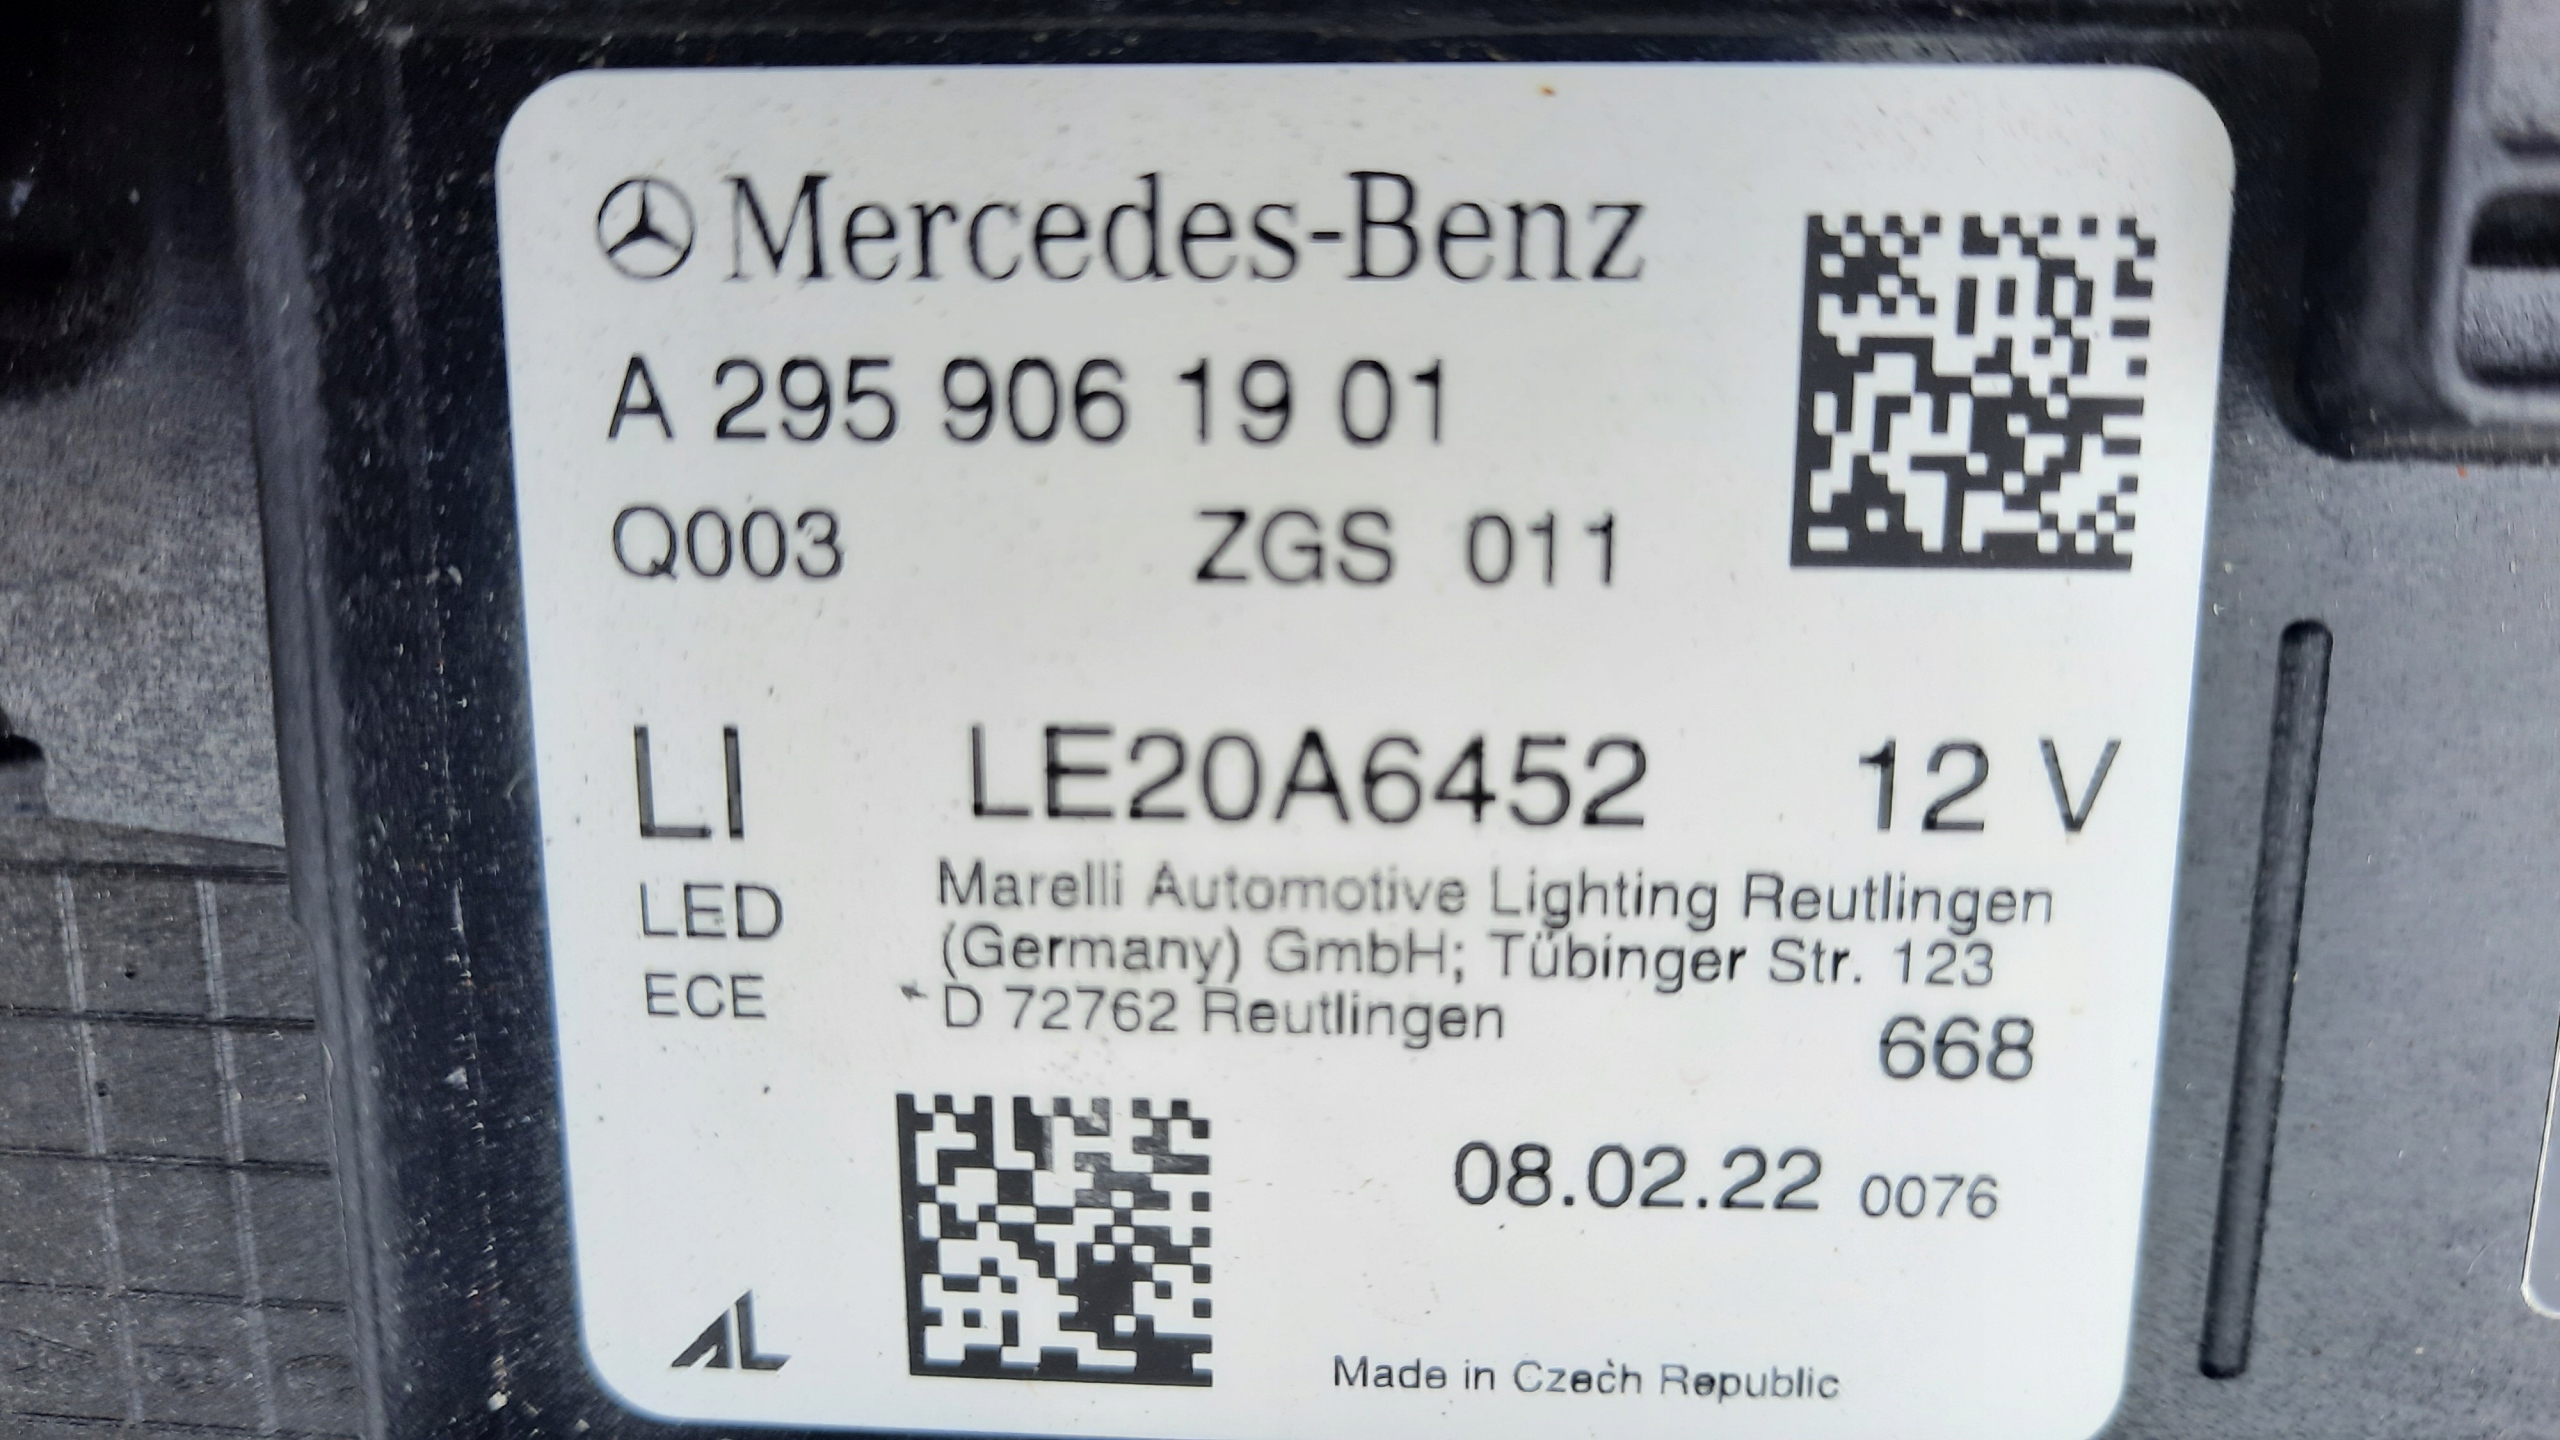 Mercedes-Benz
A 295 906 19 01
Q003 ZGS 011
LI LE20A6452 12 V
LED Marelli Automotive Lighting Reutlingen
(Germany) GmbH; Tübinger Str. 123
ECE D 72762 Reutlingen
668
08.02.22 0076
AL
Made in Czech Republic